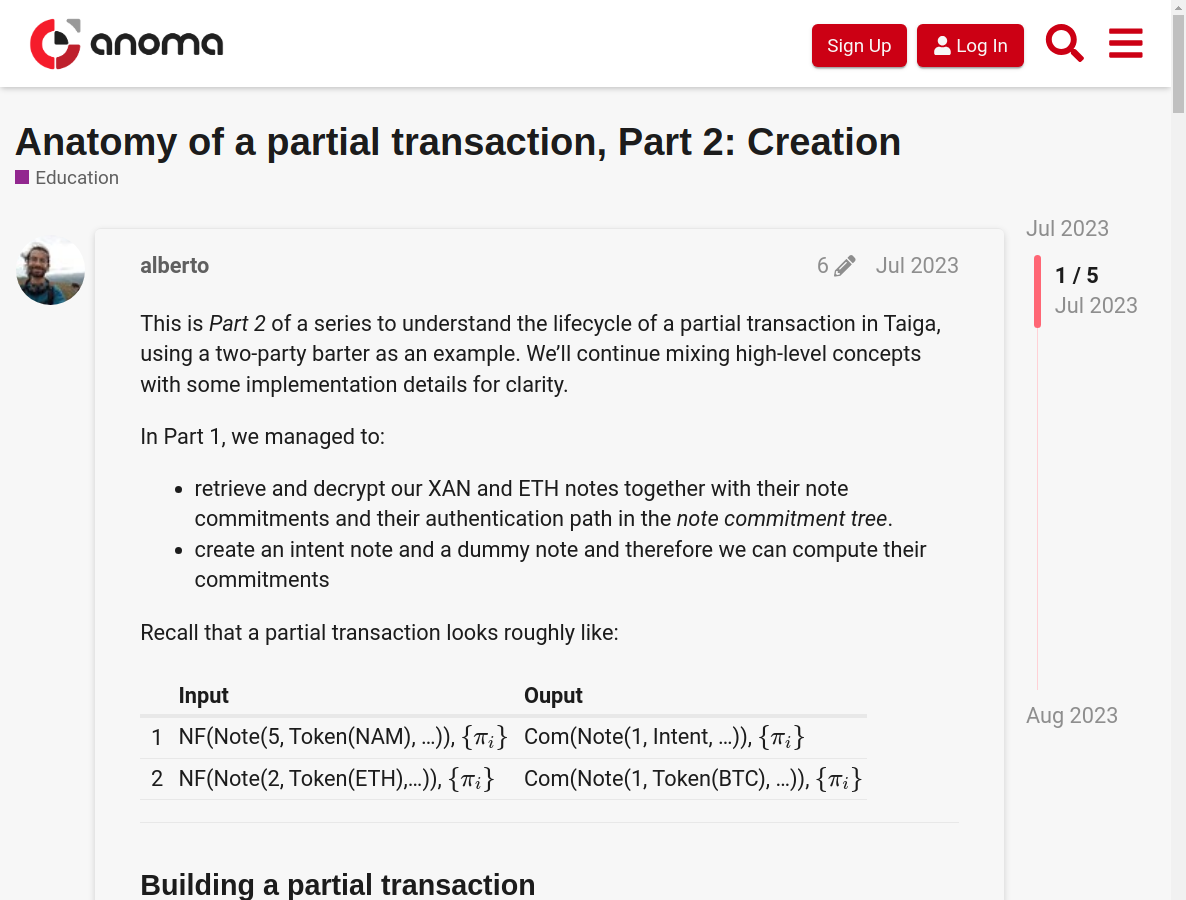 anoma
Sign Up
Log In
Anatomy of a partial transaction, Part 2: Creation
Education
alberto
6
Jul 2023
This is Part 2 of a series to understand the lifecycle of a partial transaction in Taiga,
using a two-party barter as an example. We’ll continue mixing high-level concepts
with some implementation details for clarity.
In Part 1, we managed to:
• retrieve and decrypt our XAN and ETH notes together with their note
commitments and their authentication path in the note commitment tree.
• create an intent note and a dummy note and therefore we can compute their
commitments
Recall that a partial transaction looks roughly like:
Input Ouput
1 NF(Note(5, Token(NAM), …)), {πi} Com(Note(1, Intent, …)), {πi}
2 NF(Note(2, Token(ETH),…)), {πi} Com(Note(1, Token(BTC), …)), {πi}
Building a partial transaction
Jul 2023
1 / 5
Jul 2023
Aug 2023